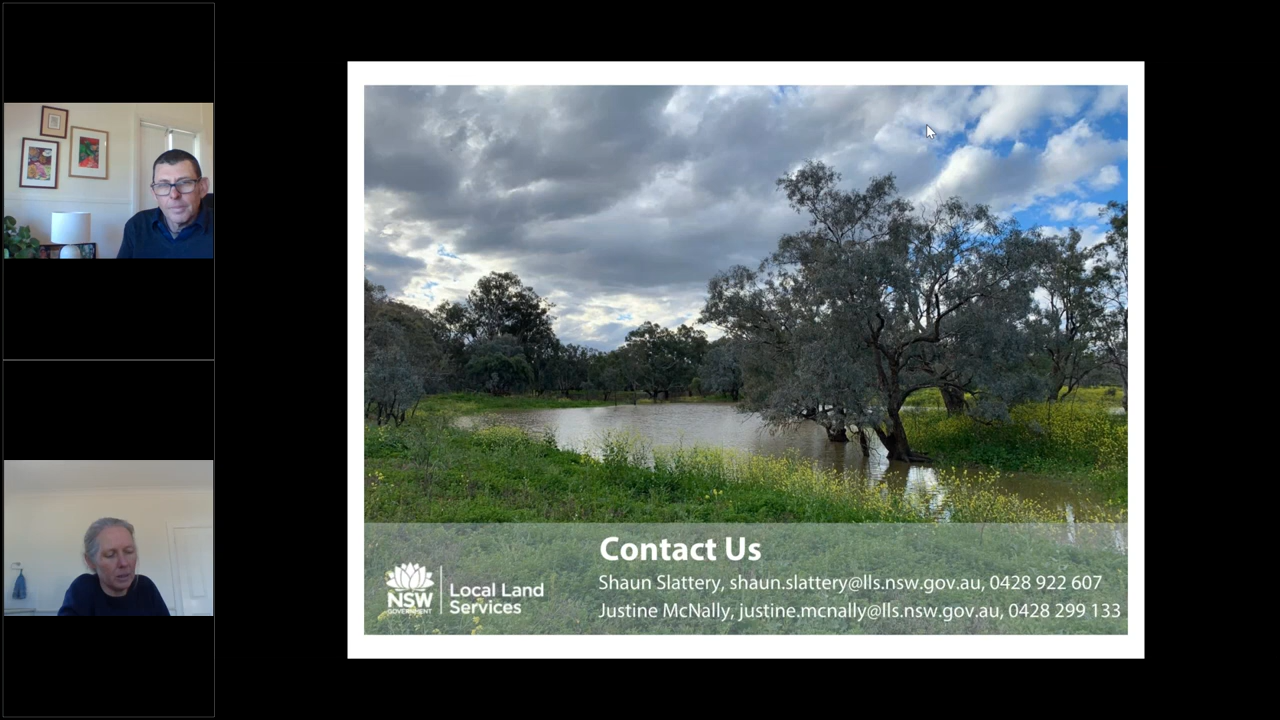 Contact Us
Shaun Slattery, shaun.slattery@lls.nsw.gov.au, 0428 922 607
Justine McNally, justine.mcnally@lls.nsw.gov.au, 0428 299 133
NSW
GOVERNMENT
Local Land
Services